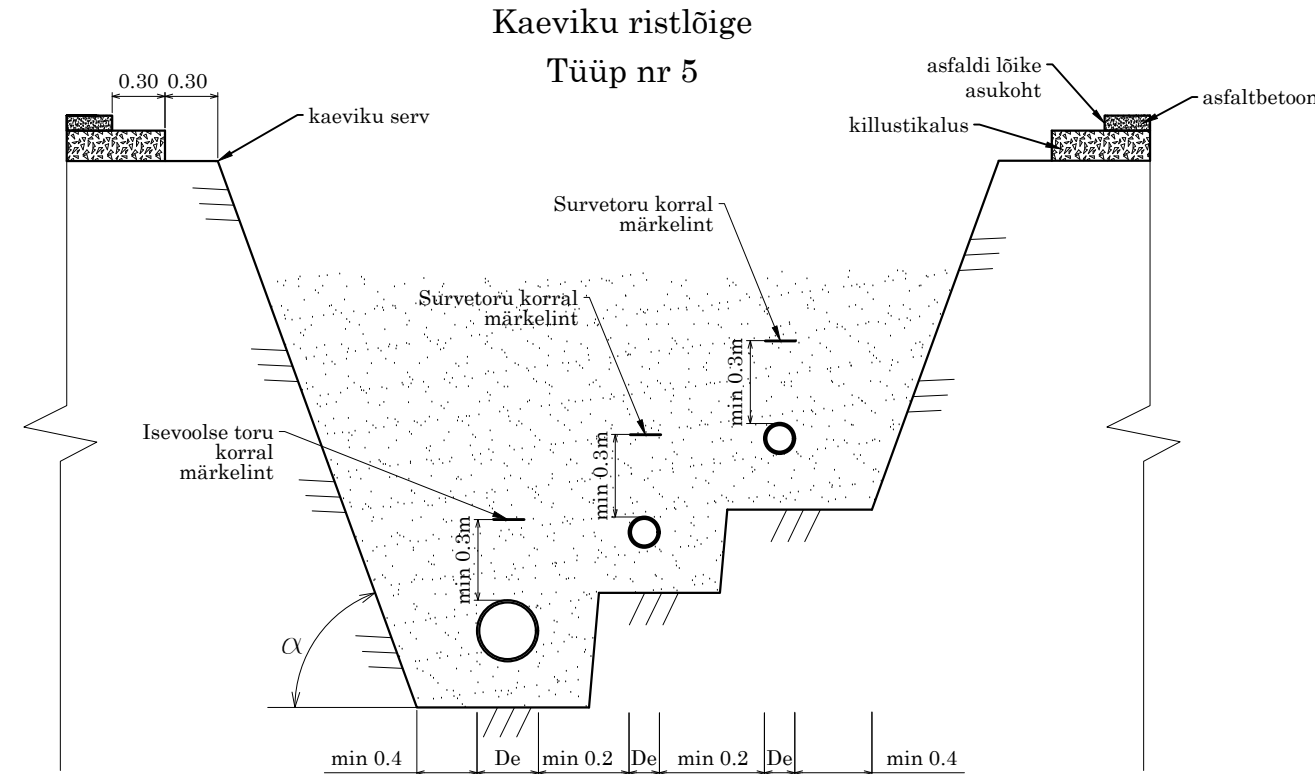 Kaeviku ristlõige
Tüüp nr 5
0.30 0.30
kaeviku serv
asfaldi lõike
asukoht
asfaltbetoon
killustikalus
Survetoru korral
märkelint
Survetoru korral
märkelint
min 0.3m
Isevoolse toru
korral
märkelint
min 0.3m
min 0.3m
α
min 0.4 De min 0.2 De min 0.2 De min 0.4